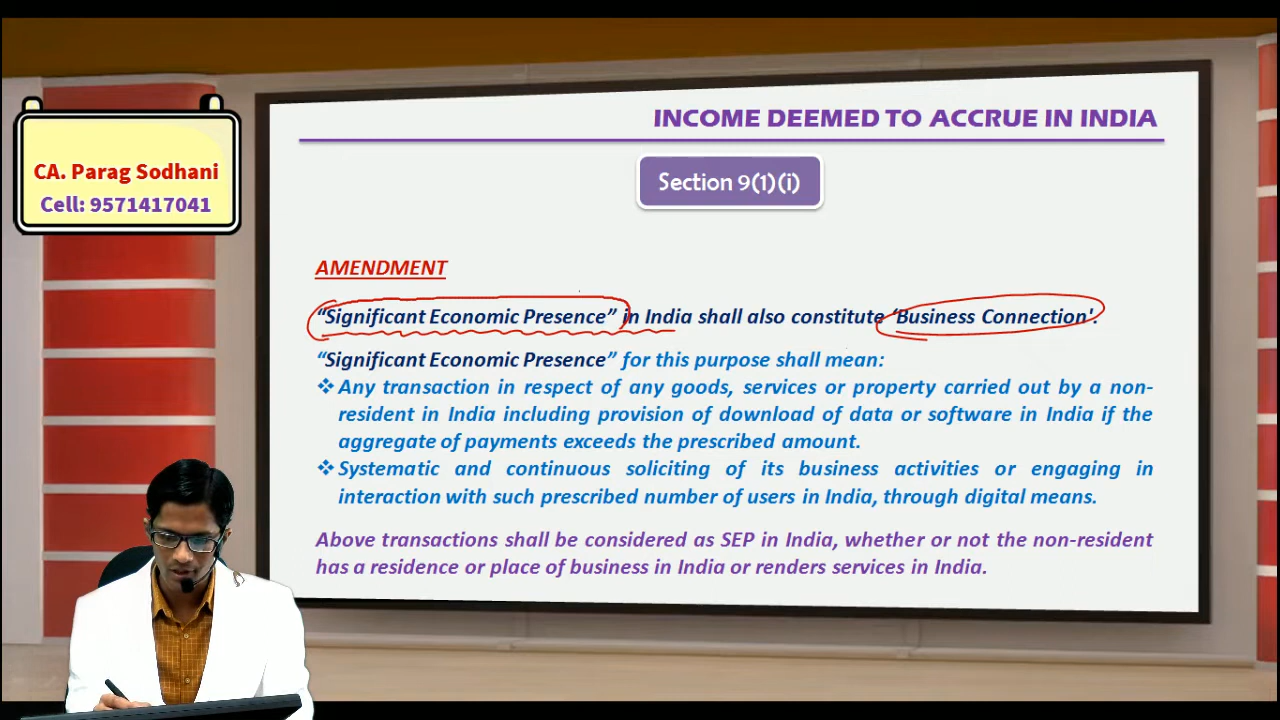 CA. Parag Sodhani
Cell: 9571417041
INCOME DEEMED TO ACCRUE IN INDIA
Section 9(1)(i)
AMENDMENT
“Significant Economic Presence” in India shall also constitute ‘Business Connection'.
“Significant Economic Presence” for this purpose shall mean:
❖ Any transaction in respect of any goods, services or property carried out by a non-
resident in India including provision of download of data or software in India if the
aggregate of payments exceeds the prescribed amount.
❖ Systematic and continuous soliciting of its business activities or engaging in
interaction with such prescribed number of users in India, through digital means.
Above transactions shall be considered as SEP in India, whether or not the non-resident
has a residence or place of business in India or renders services in India.